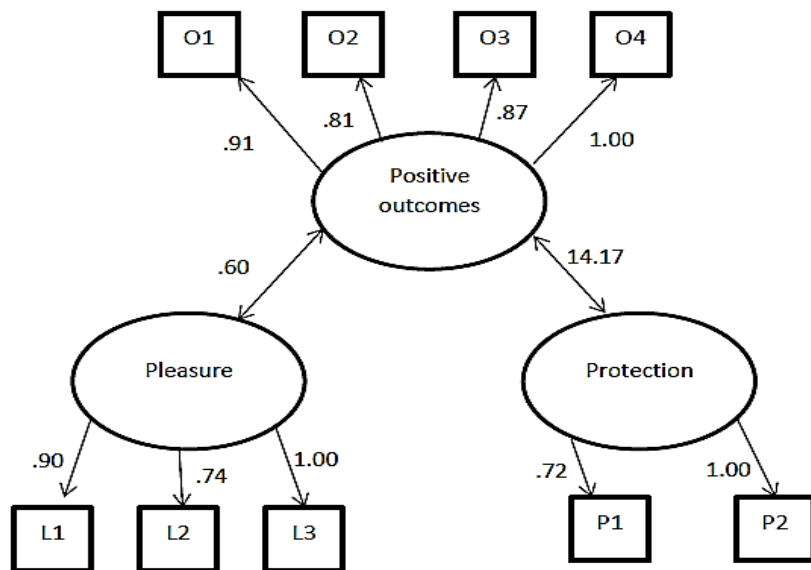 O1
O2
O3
O4
.91
.81
.87
1.00
Positive
outcomes
.60
14.17
Pleasure
Protection
.90
.74
1.00
.72
1.00
L1
L2
L3
P1
P2